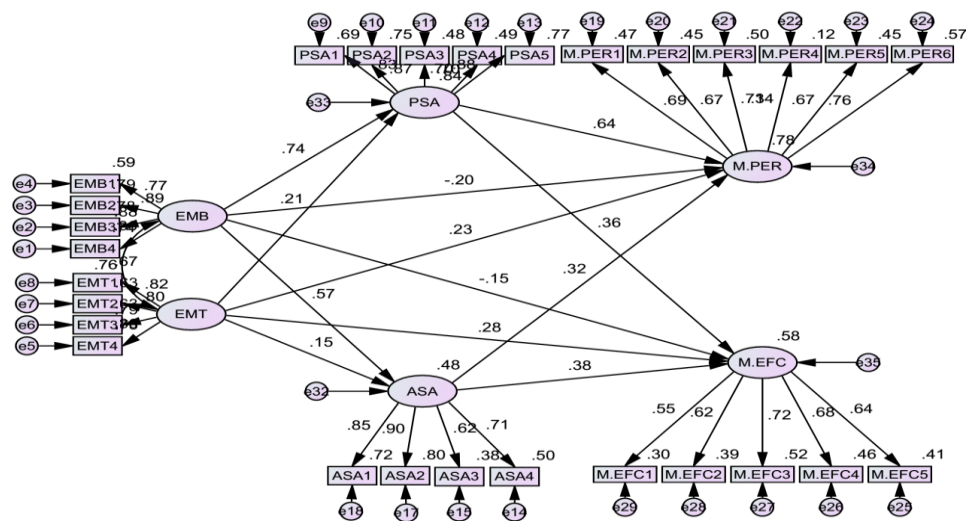 e9 e10 e11 e12 e13 e19 e20 e21 e22 e23 e24
.69 .75 .48 .49 .77 .47 .45 .50 .12 .45 .57
PSA1 PSA2 PSA3 PSA4 PSA5 M.PER1 M.PER2 M.PER3 M.PER4 M.PER5 M.PER6
.83 .87 .88
.84
e33 PSA .69 .67 .67 .76
.64 .78
M.PER e34
.59 .74
e4 EMB1 .79 .77
e3 EMB2 .89 .21 -.20
e2 EMB3 .88 EMB .36
e1 EMB4 .23
.67
.76 .32
e8 EMT1 .82 -.15
e7 EMT2 .80 EMT .57
e6 EMT3 .28
e5 EMT4 .15 .58
.48 .38 M.EFC e35
e32 ASA
.85 .90 .62 .71 .55 .62 .72 .68 .64
.72 .80 .38 .50 .30 .39 .52 .46 .41
ASA1 ASA2 ASA3 ASA4 M.EFC1 M.EFC2 M.EFC3 M.EFC4 M.EFC5
e18 e17 e15 e14 e29 e28 e27 e26 e25